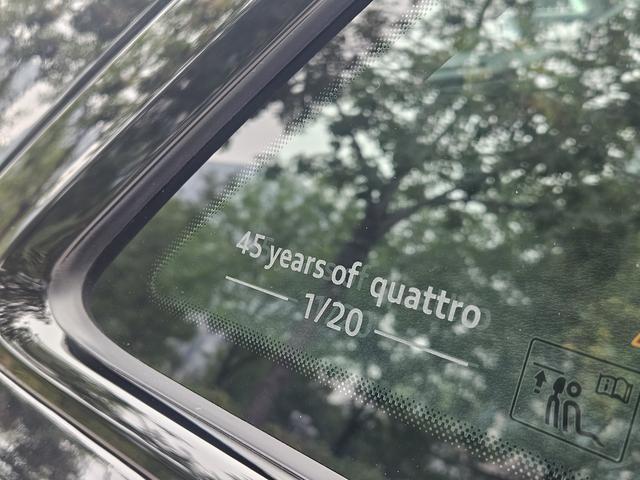 45 years of quattro
1/20